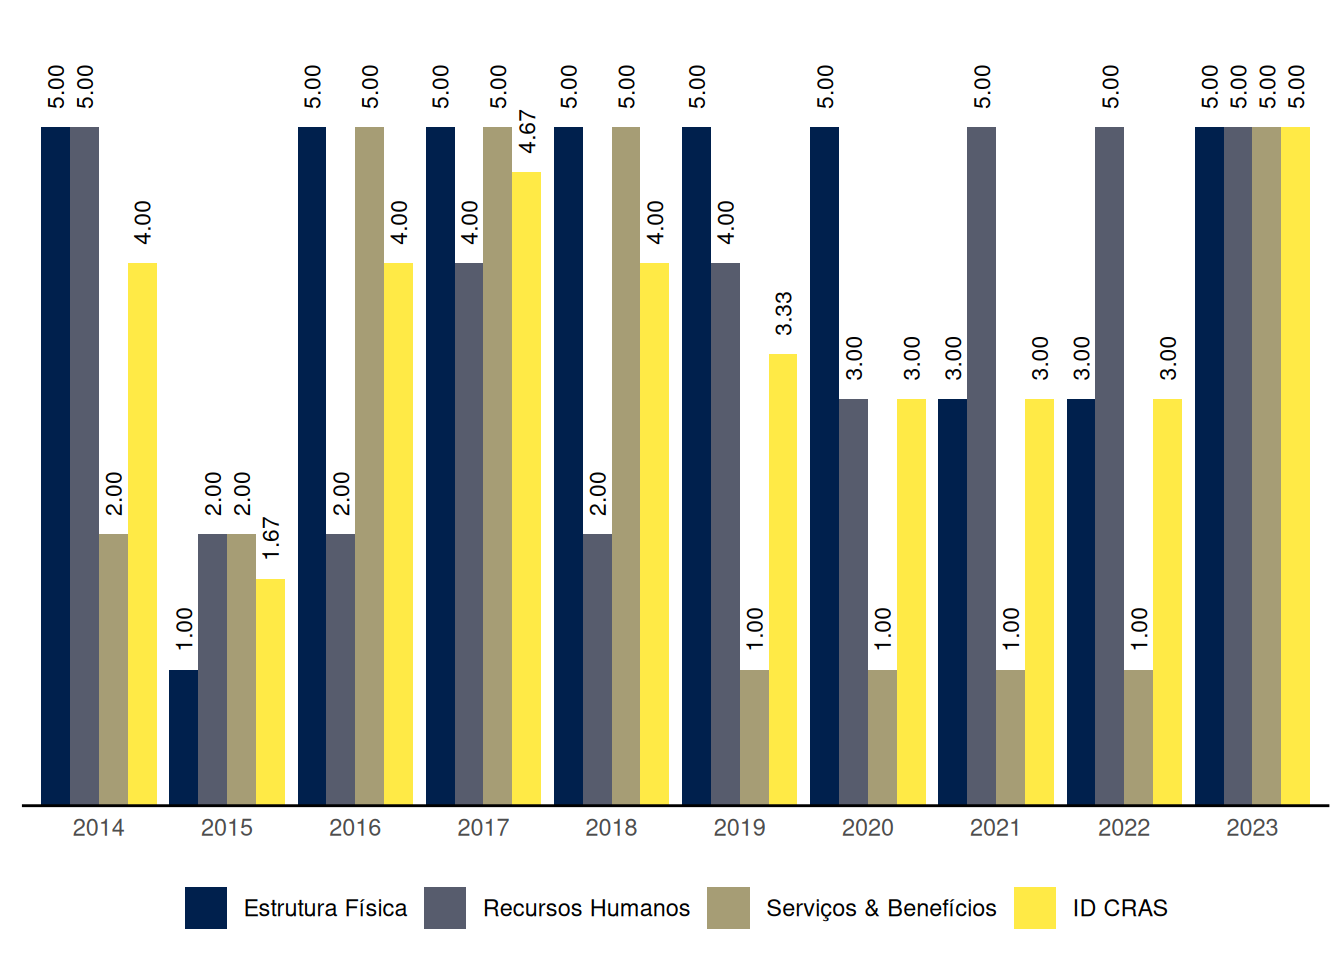 5.00 5.00 2.00 4.00
1.00 2.00 2.00 1.67
5.00 2.00 5.00 4.00
5.00 4.00 5.00 4.67
5.00 2.00 5.00 4.00
5.00 4.00 1.00 3.33
5.00 3.00 1.00 3.00
3.00 5.00 1.00 3.00
3.00 5.00 1.00 3.00
5.00 5.00 5.00 5.00
2014 2015 2016 2017 2018 2019 2020 2021 2022 2023
Estrutura Física Recursos Humanos Serviços & Benefícios ID CRAS